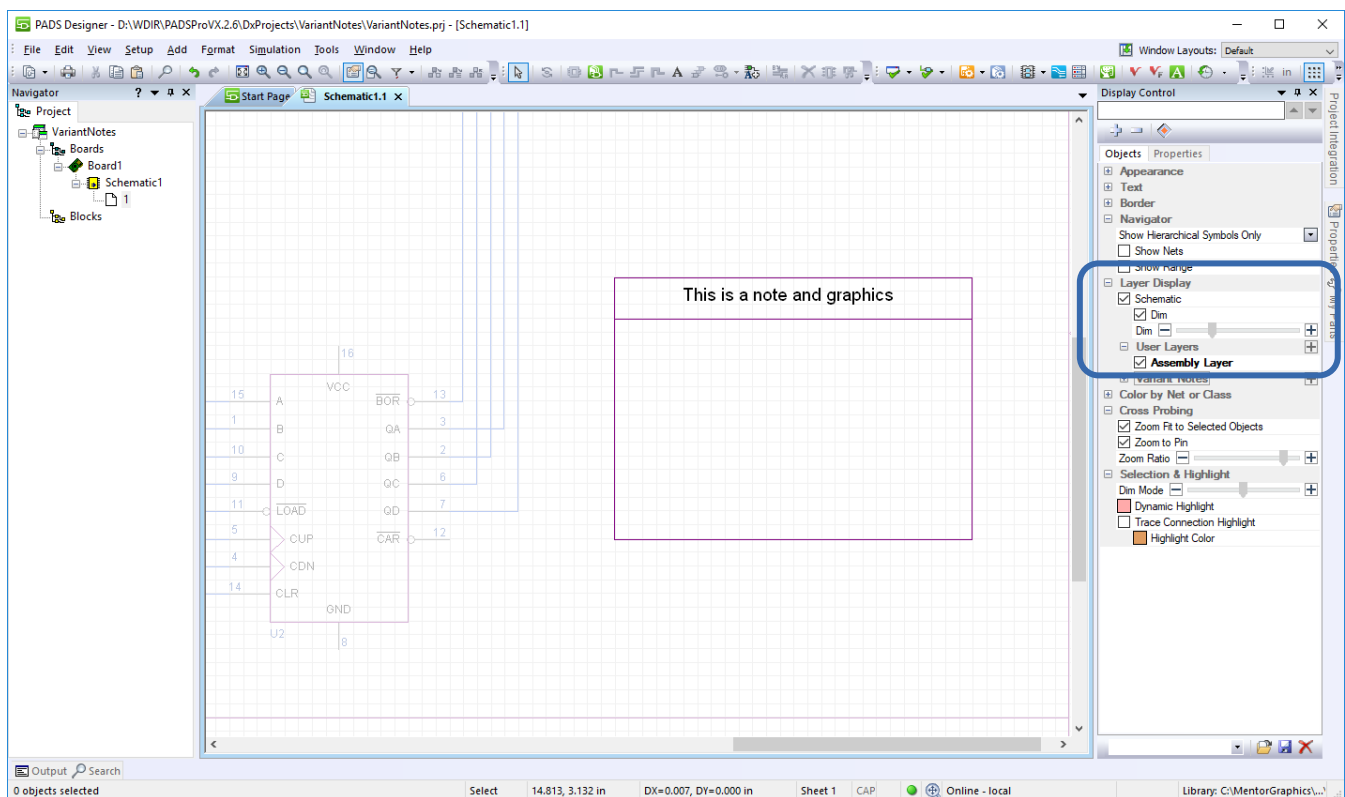 PADS Designer - D:\WDIR\PADSProVX.2.6\DxProjects\VariantNotes\VariantNotes.prj - [Schematic1.1]
File Edit View Setup Add Format Simulation Tools Window Help
Window Layouts: Default
in
Navigator
Project
VariantNotes
Boards
Board1
Schematic1
1
Blocks
Start Page
Schematic1.1
This is a note and graphics
16
VCC
15 A BOR 13
1 B QA 3
10 C QB 2
9 D QC 6
11 LOAD QD 7
5 CUP CAR 12
4 CDN
14 CLR
GND
U2
8
Display Control
Objects Properties
Appearance
Text
Border
Navigator
Show Hierarchical Symbols Only
Show Nets
Show Range
Layer Display
Schematic
Dim
Dim
User Layers
Assembly Layer
Variant Notes
Color by Net or Class
Cross Probing
Zoom Fit to Selected Objects
Zoom to Pin
Zoom Ratio
Selection & Highlight
Dim Mode
Dynamic Highlight
Trace Connection Highlight
Highlight Color
Project Integration
Properties
My Parts
Output Search
0 objects selected
Select 14.813, 3.132 in DX=0.007, DY=0.000 in Sheet 1 CAP Online - local Library: C:\MentorGraphics\...